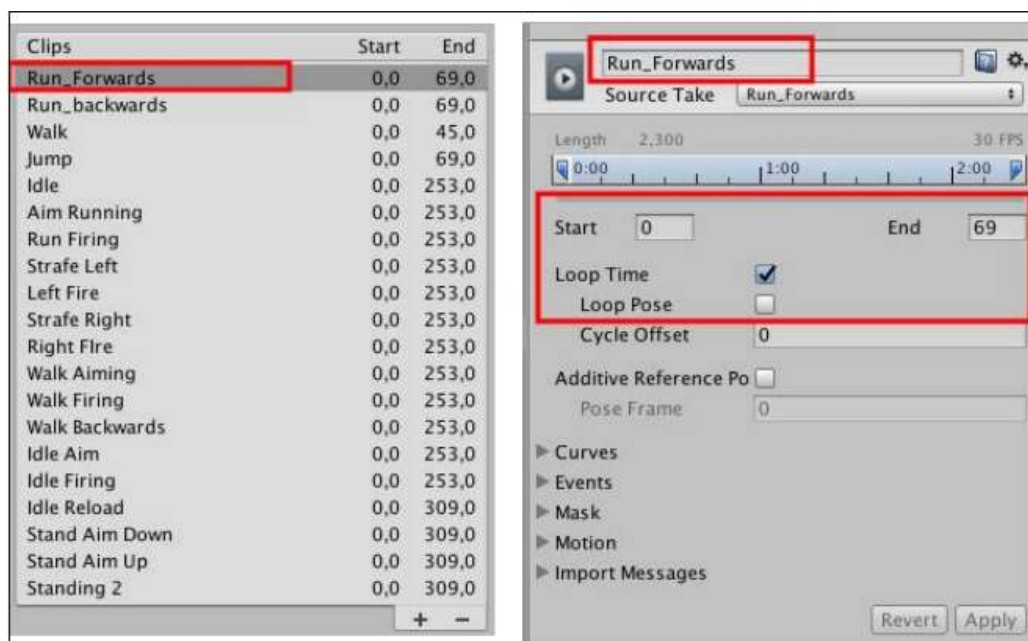 Clips Start End
Run_Forwards 0,0 69,0
Run_backwards 0,0 69,0
Walk 0,0 45,0
Jump 0,0 69,0
Idle 0,0 253,0
Aim Running 0,0 253,0
Run Firing 0,0 253,0
Strafe Left 0,0 253,0
Left Fire 0,0 253,0
Strafe Right 0,0 253,0
Right FIre 0,0 253,0
Walk Aiming 0,0 253,0
Walk Firing 0,0 253,0
Walk Backwards 0,0 253,0
Idle Aim 0,0 253,0
Idle Firing 0,0 253,0
Idle Reload 0,0 309,0
Stand Aim Down 0,0 309,0
Stand Aim Up 0,0 309,0
Standing 2 0,0 309,0
+ −
Run_Forwards
Source Take Run_Forwards
Length 2,300 30 FPS
0:00 1:00 2:00
Start 0 End 69
Loop Time
Loop Pose
Cycle Offset 0
Additive Reference Po
Pose Frame 0
Curves
Events
Mask
Motion
Import Messages
Revert Apply